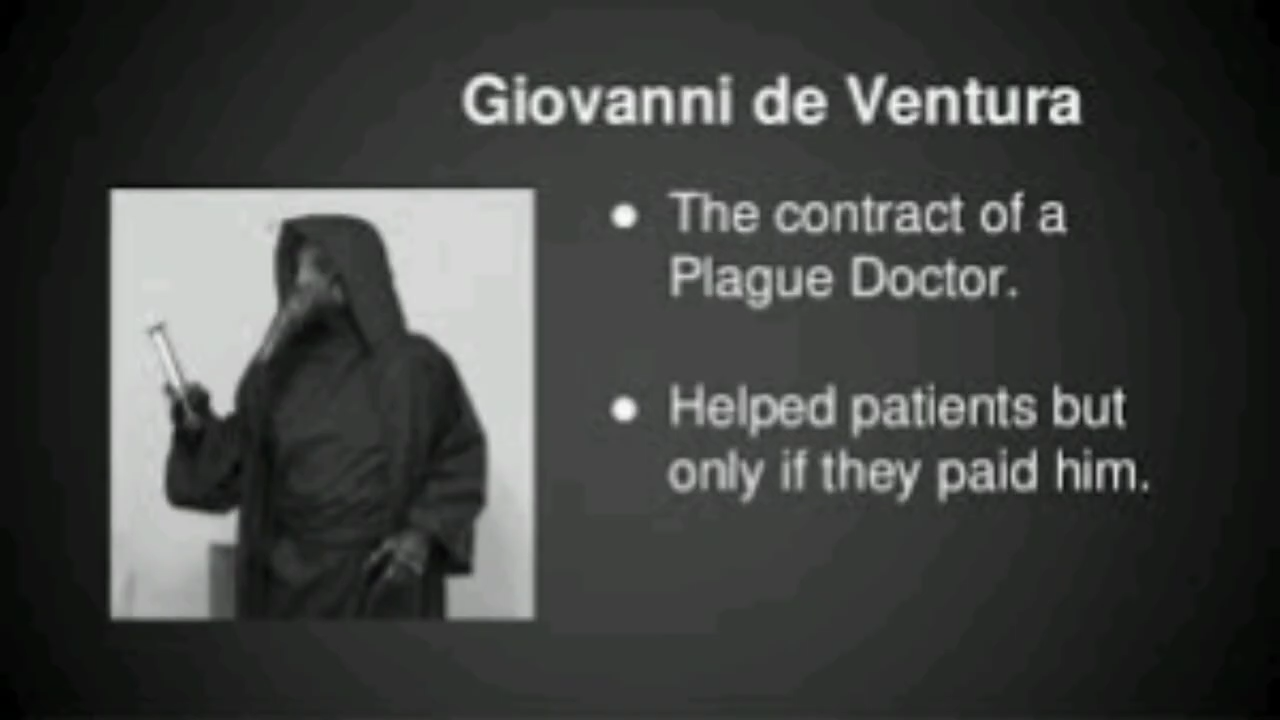 Giovanni de Ventura
• The contract of a
Plague Doctor.
• Helped patients but
only if they paid him.